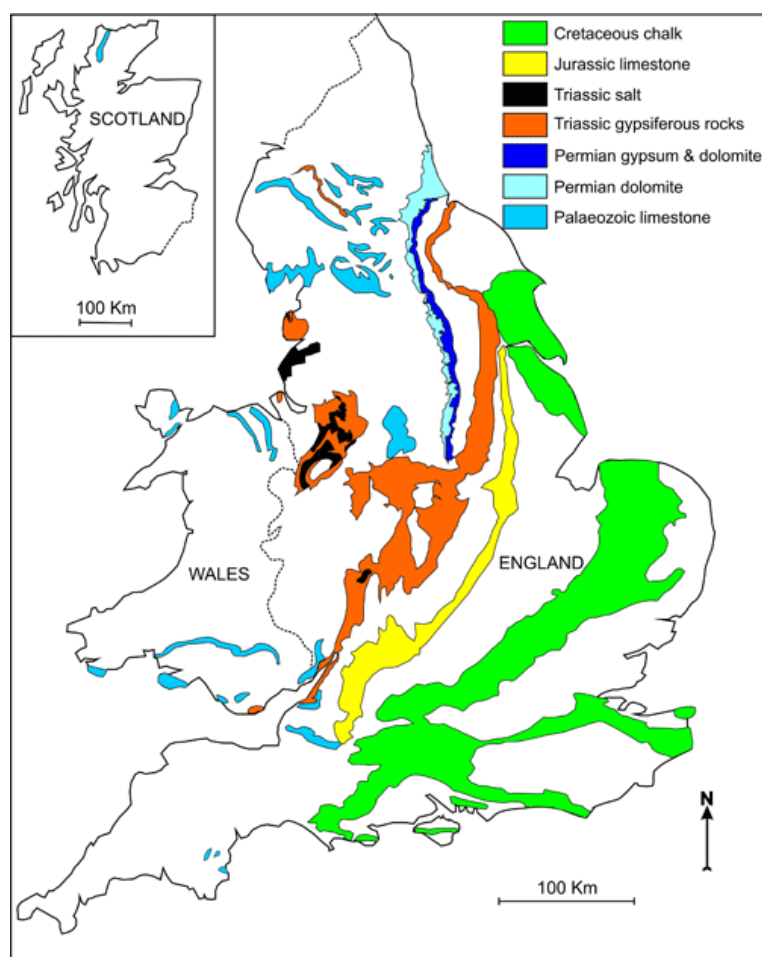 SCOTLAND
100 Km
Cretaceous chalk
Jurassic limestone
Triassic salt
Triassic gypsiferous rocks
Permian gypsum & dolomite
Permian dolomite
Palaeozoic limestone
WALES
ENGLAND
N
100 Km